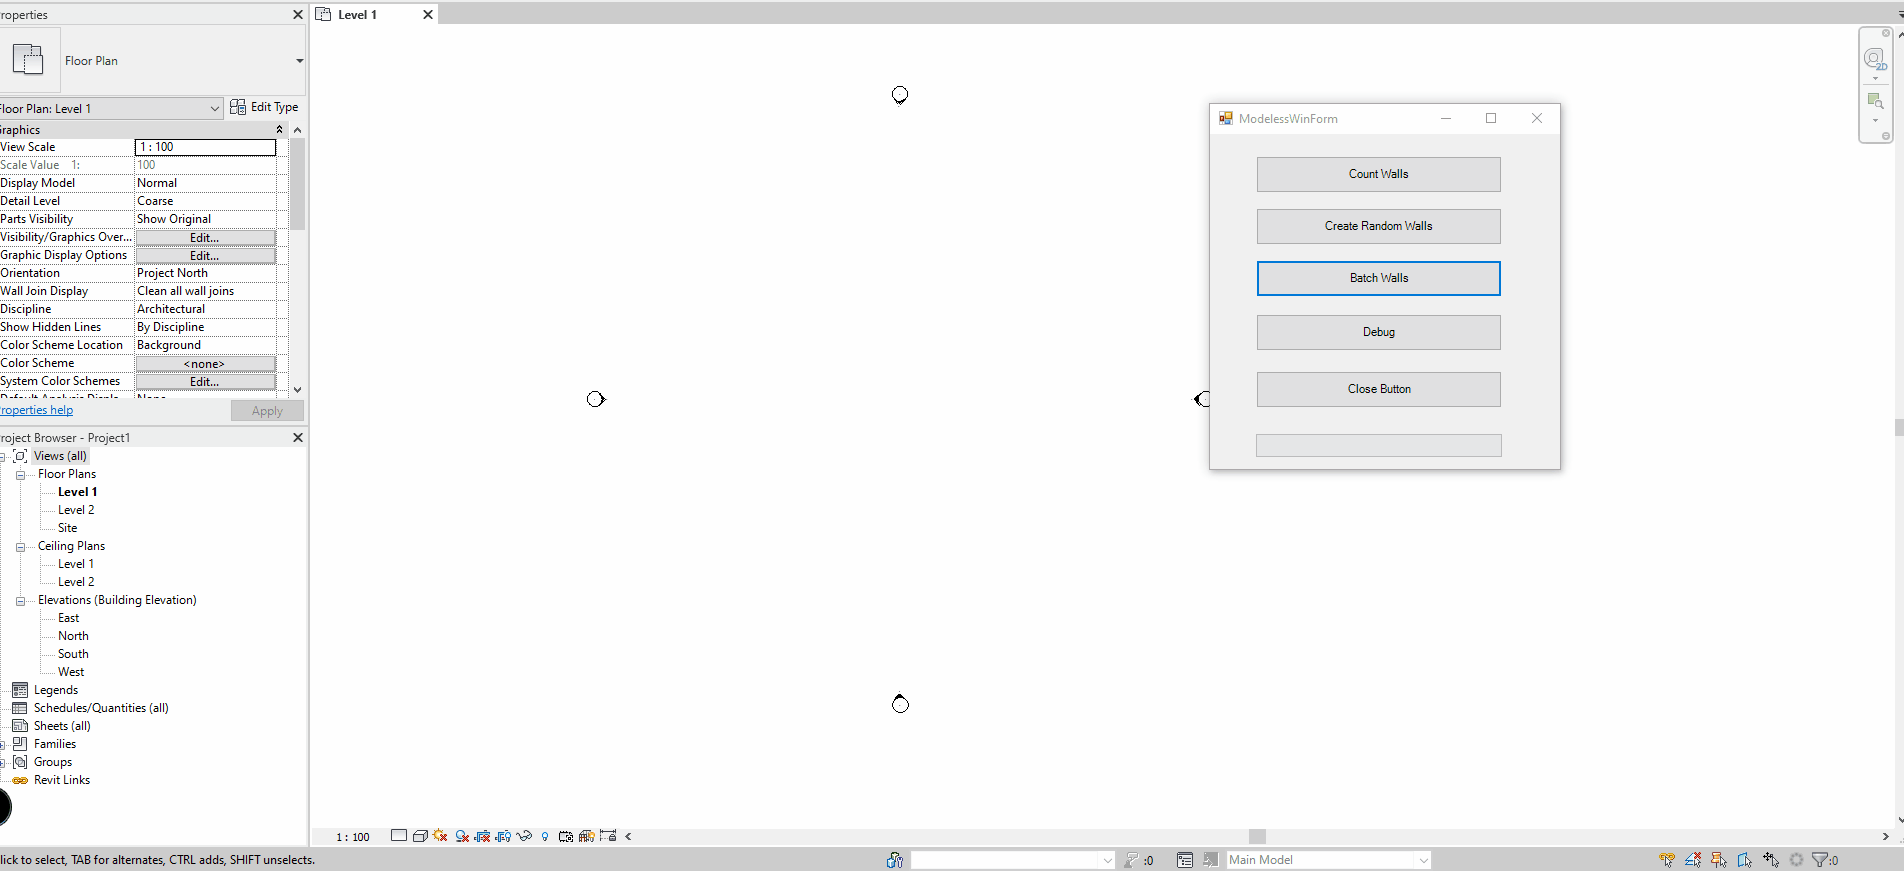 roperties
Floor Plan
loor Plan: Level 1
Edit Type
raphics
View Scale
1 : 100
Scale Value    1:
100
Display Model
Normal
Detail Level
Coarse
Parts Visibility
Show Original
Visibility/Graphics Over...
Edit...
Graphic Display Options
Edit...
Orientation
Project North
Wall Join Display
Clean all wall joins
Discipline
Architectural
Show Hidden Lines
By Discipline
Color Scheme Location
Background
Color Scheme
<none>
System Color Schemes
Edit...
roperties help
Apply
roject Browser - Project1
Views (all)
Floor Plans
Level 1
Level 2
Site
Ceiling Plans
Level 1
Level 2
Elevations (Building Elevation)
East
North
South
West
Legends
Schedules/Quantities (all)
Sheets (all)
Families
Groups
Revit Links
Level 1
2D
ModelessWinForm
Count Walls
Create Random Walls
Batch Walls
Debug
Close Button
1 : 100
lick to select, TAB for alternates, CTRL adds, SHIFT unselects.
:0
Main Model
:0